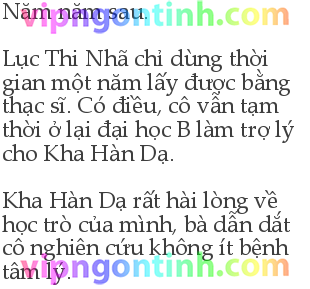 vipngontinh.com
Năm năm sau.
Lục Thi Nhã chỉ dùng thời
gian một năm lấy được bằng
thạc sĩ. Có điều, cô vẫn tạm
thời ở lại đại học B làm trợ lý
cho Kha Hàn Dạ.
Kha Hàn Dạ rất hài lòng về
học trò của mình, bà dẫn dắt
cô nghiên cứu không ít bệnh
tâm lý.
vipngontinh.com